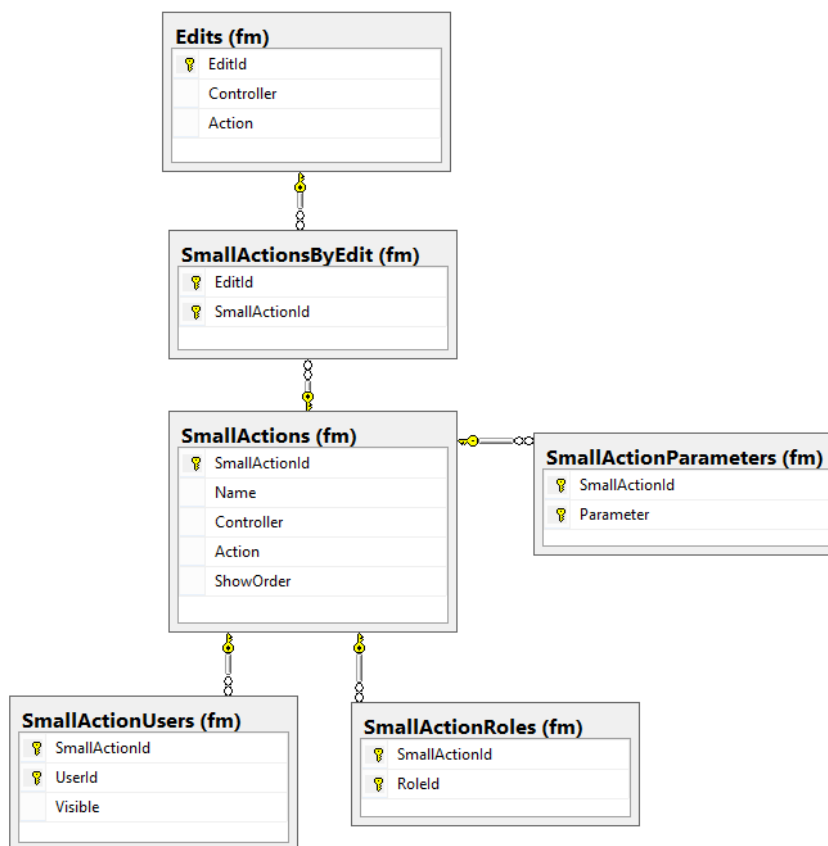 Edits (fm)
EditId
Controller
Action
SmallActionsByEdit (fm)
EditId
SmallActionId
SmallActions (fm)
SmallActionId
Name
Controller
Action
ShowOrder
SmallActionParameters (fm)
SmallActionId
Parameter
SmallActionUsers (fm)
SmallActionId
UserId
Visible
SmallActionRoles (fm)
SmallActionId
RoleId